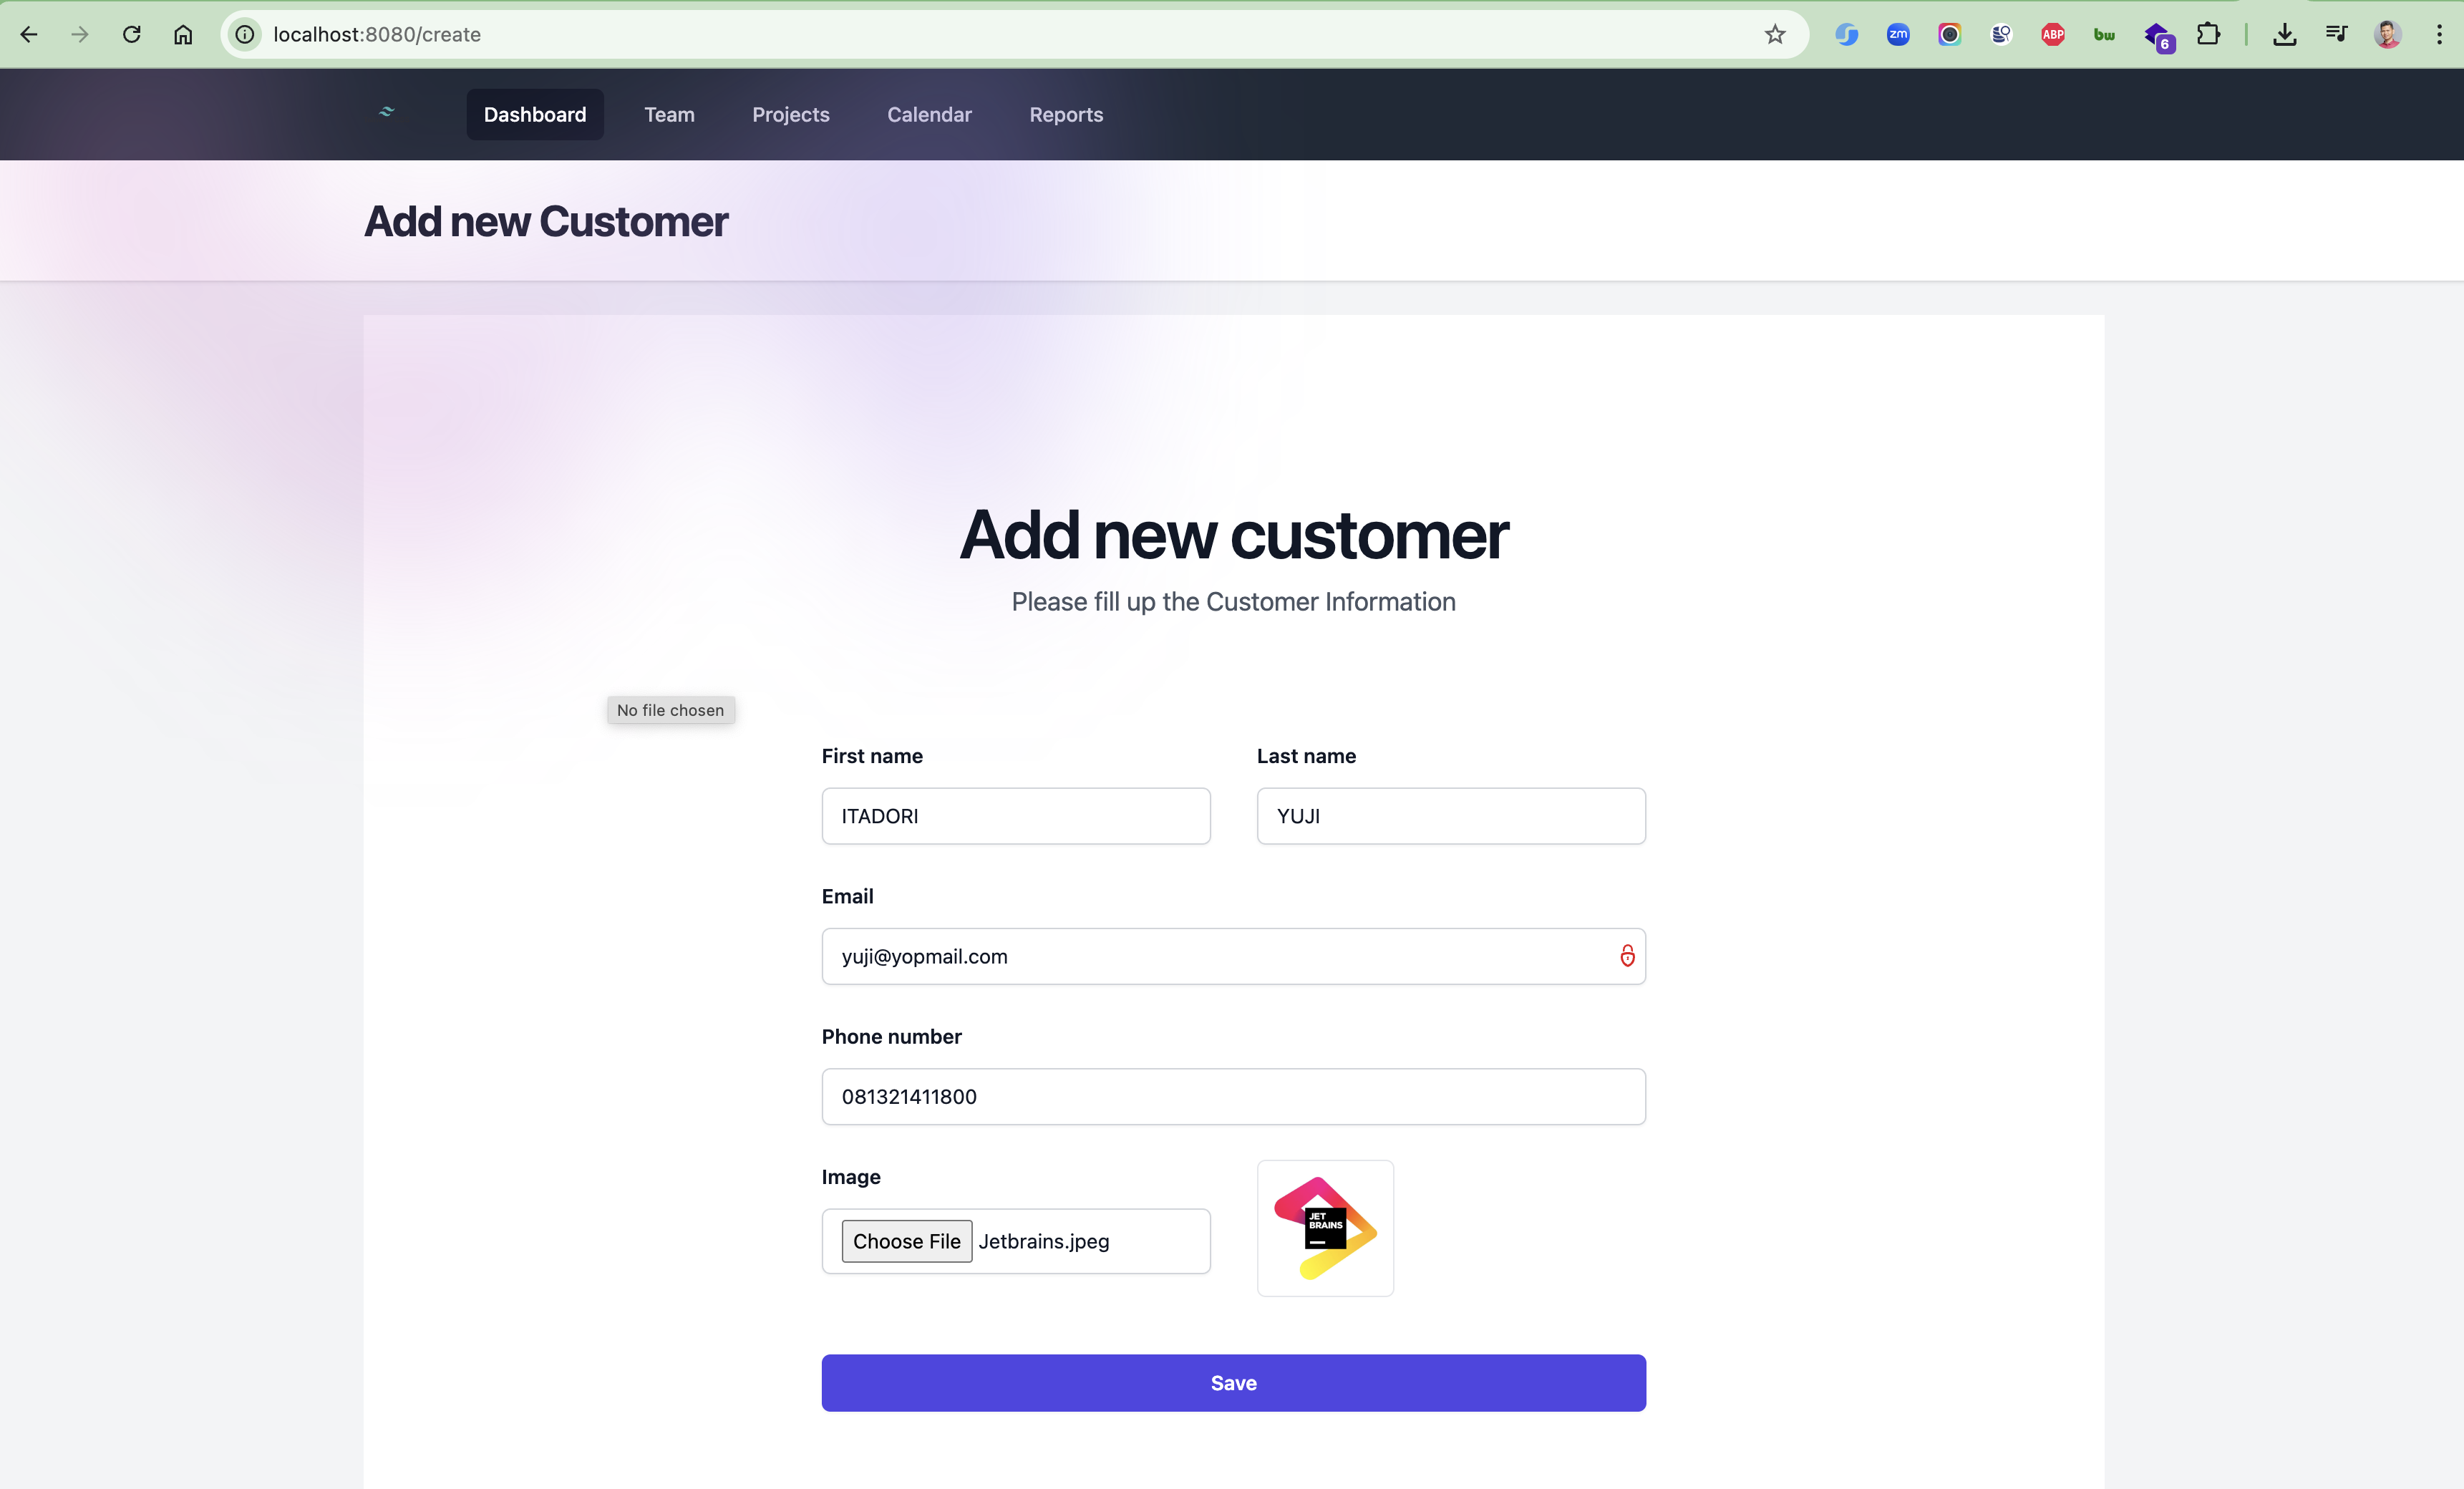 localhost:8080/create
zm
ABP
bw
6
Dashboard Team Projects Calendar Reports
Add new Customer
Add new customer
Please fill up the Customer Information
No file chosen
First name Last name
ITADORI YUJI
Email
yuji@yopmail.com
Phone number
081321411800
Image
Choose File Jetbrains.jpeg
JET
BRAINS
Save